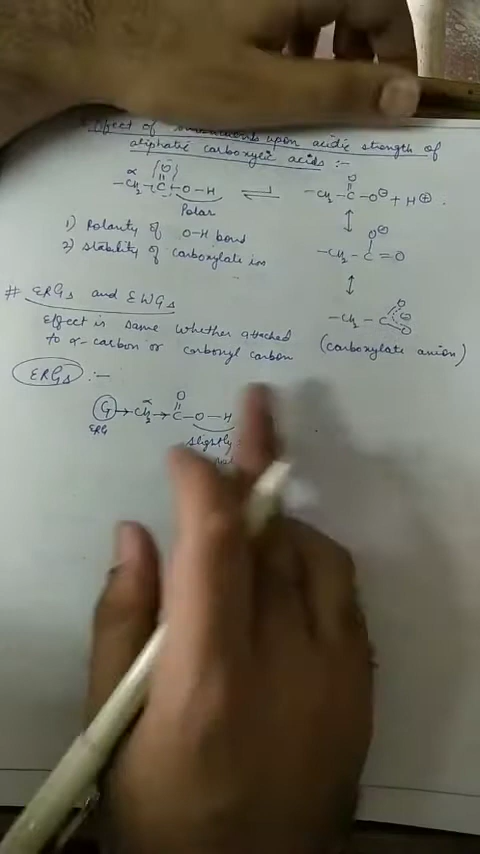 Effect of upon acidic strength of
aliphatic carboxylic acids :-
α O
-CH2-C-O-H ⇌ -CH2-C-O⊖ + H⊕
O
Polar
1) Polarity of O-H bond
2) Stability of carboxylate ion
O⊖
-CH2-C=O
O
-CH2-C ⊖
O
(carboxylate anion)
# ERGs and EWGs
Effect is same whether attached
to α-carbon or carbonyl carbon
ERGs :-
α O
G→CH2→C-O-H
ERG
slightly